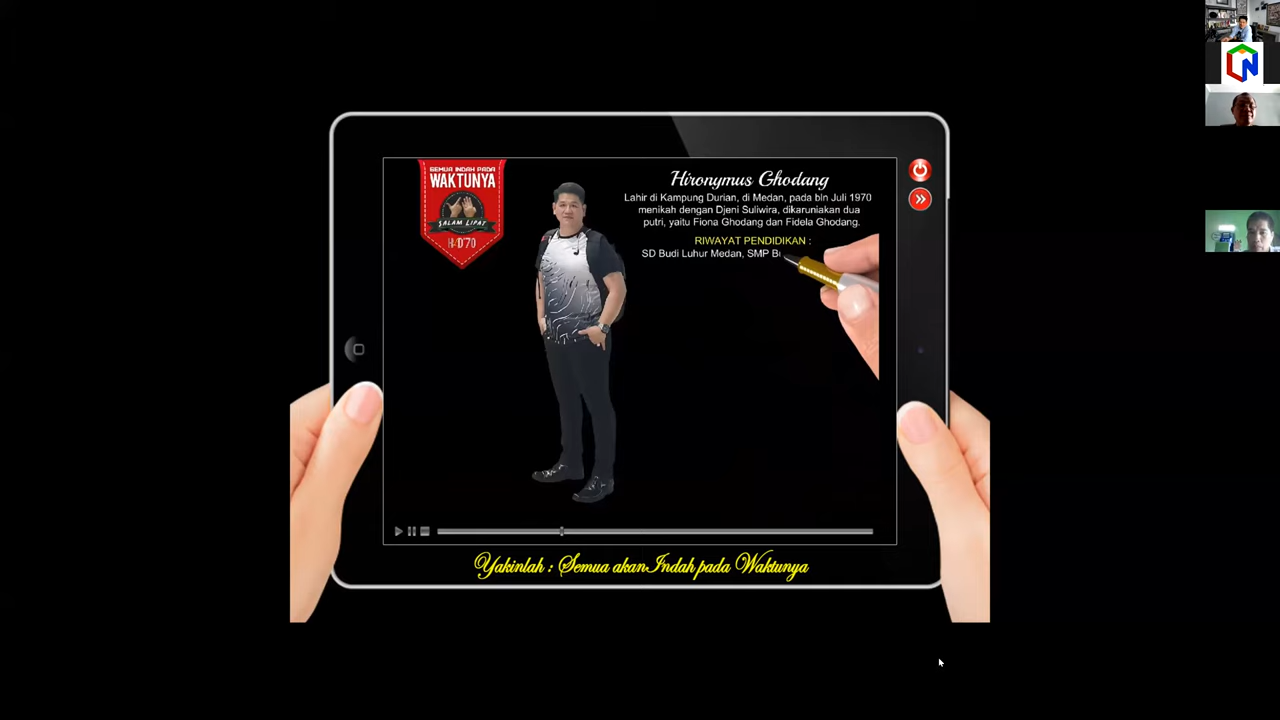 SEMUA INDAH PADA
WAKTUNYA
SALAM LIPAT
Hironymus Ghodang
Lahir di Kampung Durian, di Medan, pada bln Juli 1970
menikah dengan Djeni Suliwira, dikaruniakan dua
putri, yaitu Fiona Ghodang dan Fidela Ghodang.
RIWAYAT PENDIDIKAN :
SD Budi Luhur Medan, SMP
Yakinlah : Semua akan Indah pada Waktunya